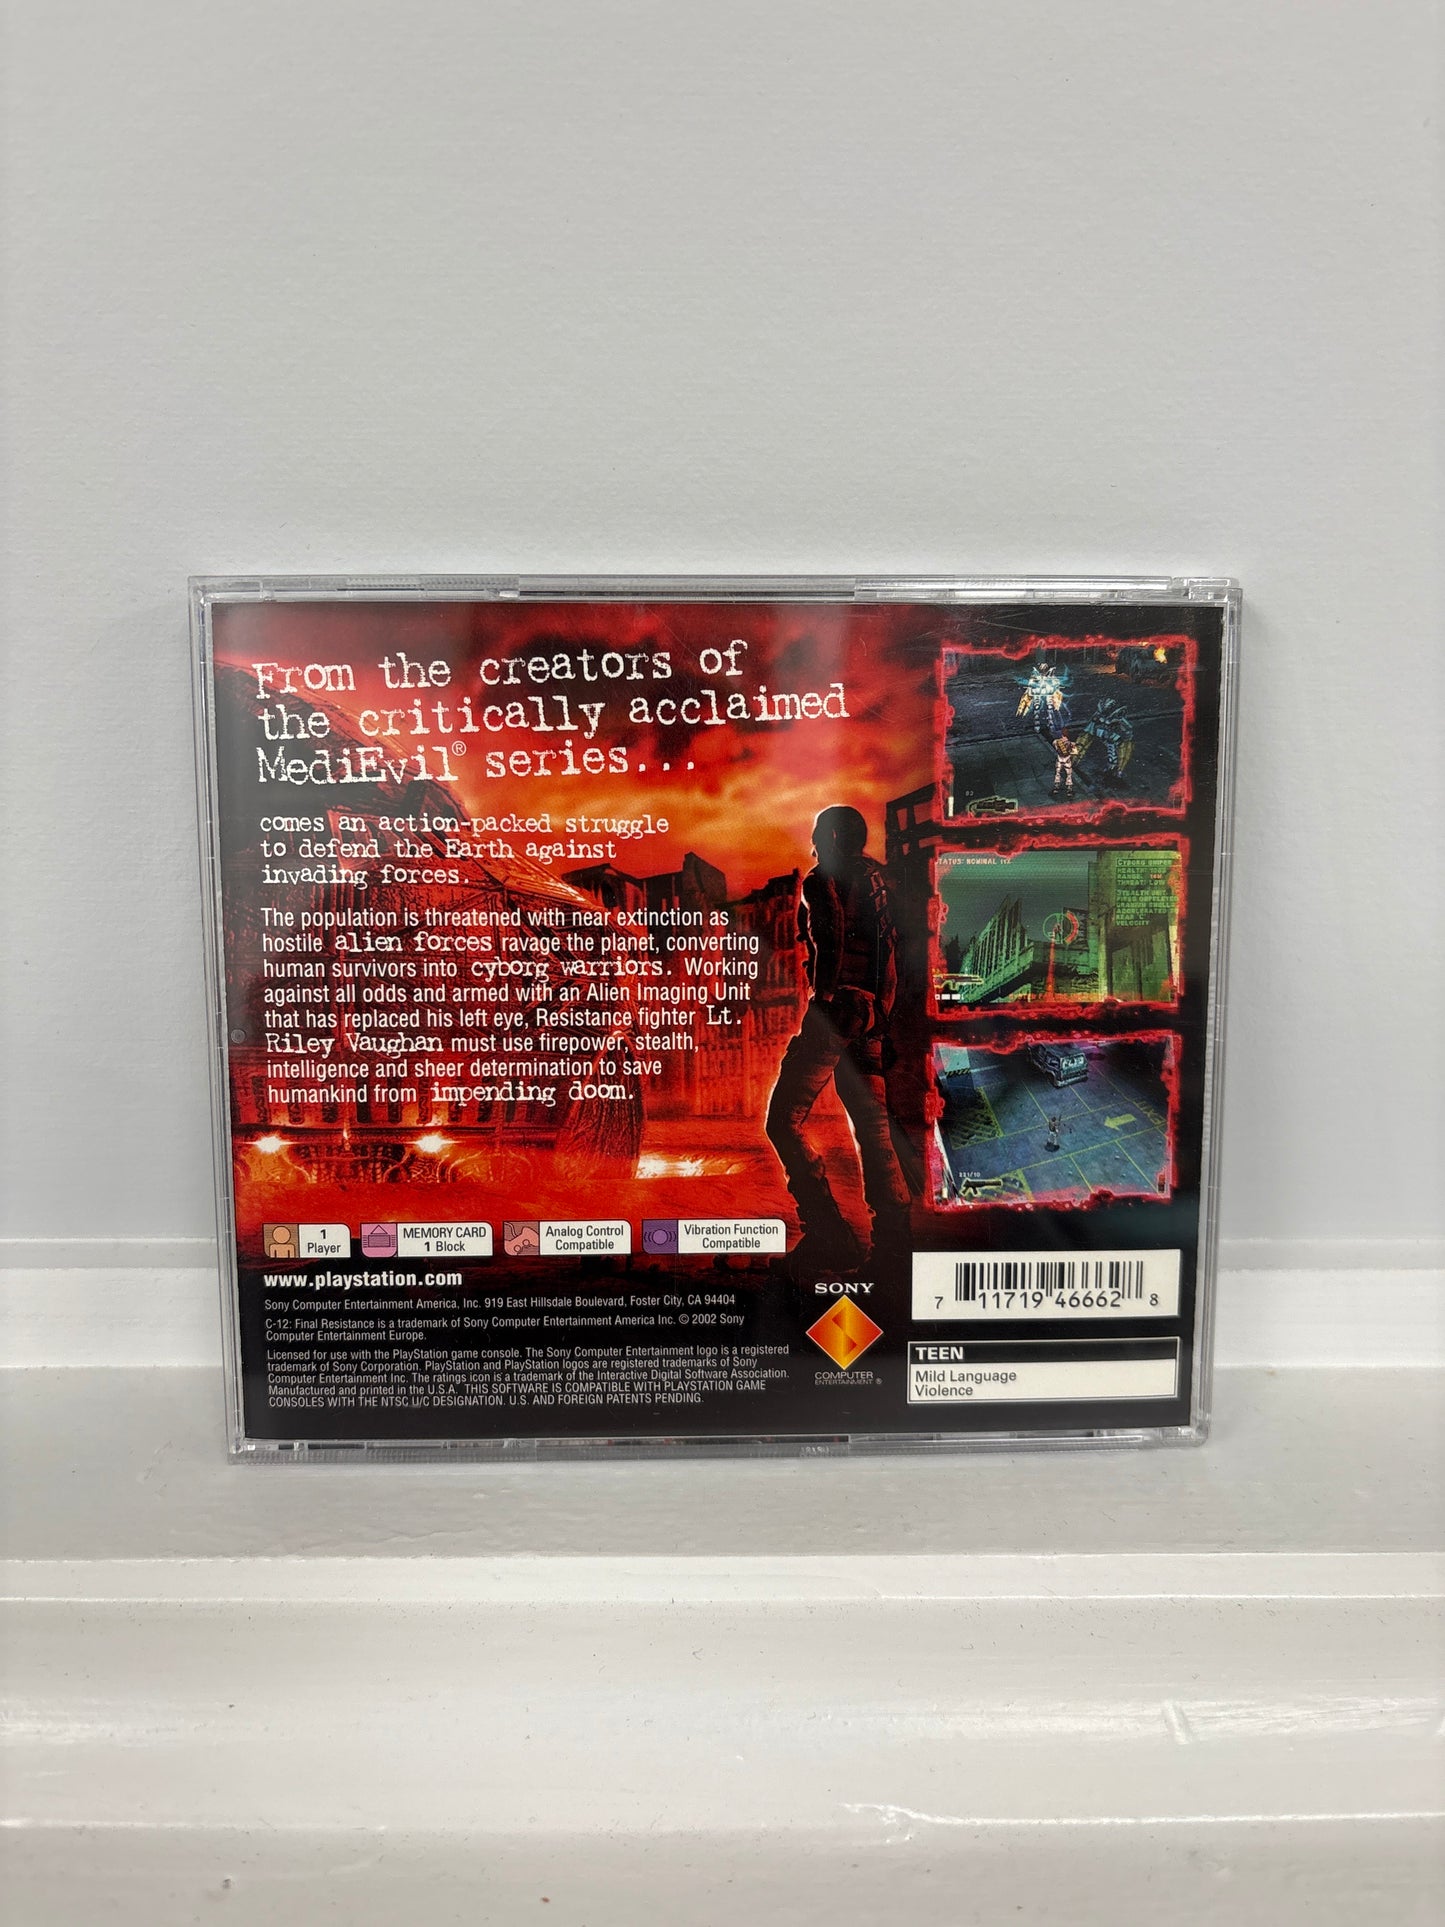 From the creators of
the critically acclaimed
MediEvil® series...
comes an action-packed struggle
to defend the Earth against
invading forces.
The population is threatened with near extinction as
hostile alien forces ravage the planet, converting
human survivors into cyborg warriors. Working
against all odds and armed with an Alien Imaging Unit
that has replaced his left eye, Resistance fighter Lt.
Riley Vaughan must use firepower, stealth,
intelligence and sheer determination to save
humankind from impending doom.
TATUS: NOMINAL
CYBORG SNIPER
THREAT: LOW
VELOCITY
1
Player
MEMORY CARD
1 Block
Analog Control
Compatible
Vibration Function
Compatible
www.playstation.com
Sony Computer Entertainment America, Inc. 919 East Hillsdale Boulevard, Foster City, CA 94404
C-12: Final Resistance is a trademark of Sony Computer Entertainment America Inc. © 2002 Sony
Computer Entertainment Europe.
Licensed for use with the PlayStation game console. The Sony Computer Entertainment logo is a registered
trademark of Sony Corporation. PlayStation and PlayStation logos are registered trademarks of Sony
Computer Entertainment Inc. The ratings icon is a trademark of the Interactive Digital Software Association.
Manufactured and printed in the U.S.A. THIS SOFTWARE IS COMPATIBLE WITH PLAYSTATION GAME
CONSOLES WITH THE NTSC U/C DESIGNATION. U.S. AND FOREIGN PATENTS PENDING.
SONY
COMPUTER
ENTERTAINMENT ®
7 11719 46662 8
TEEN
Mild Language
Violence